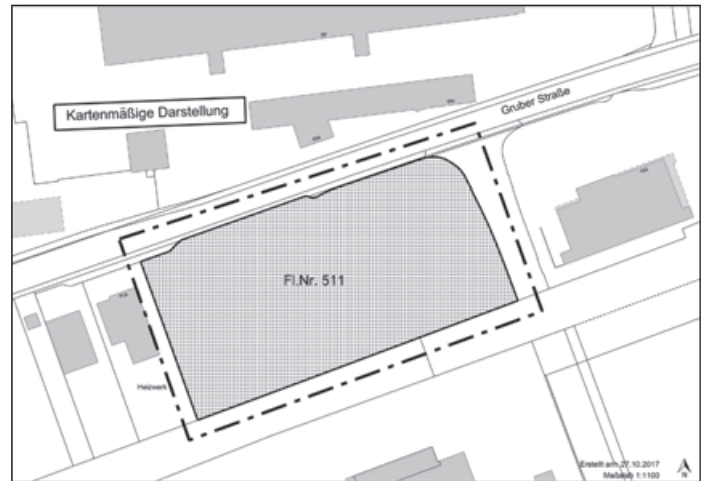 Gruber Straße
Kartenmäßige Darstellung
Fl.Nr. 511
Heizwerk
Erstellt am: 27.10.2017
Maßstab 1:1100
N